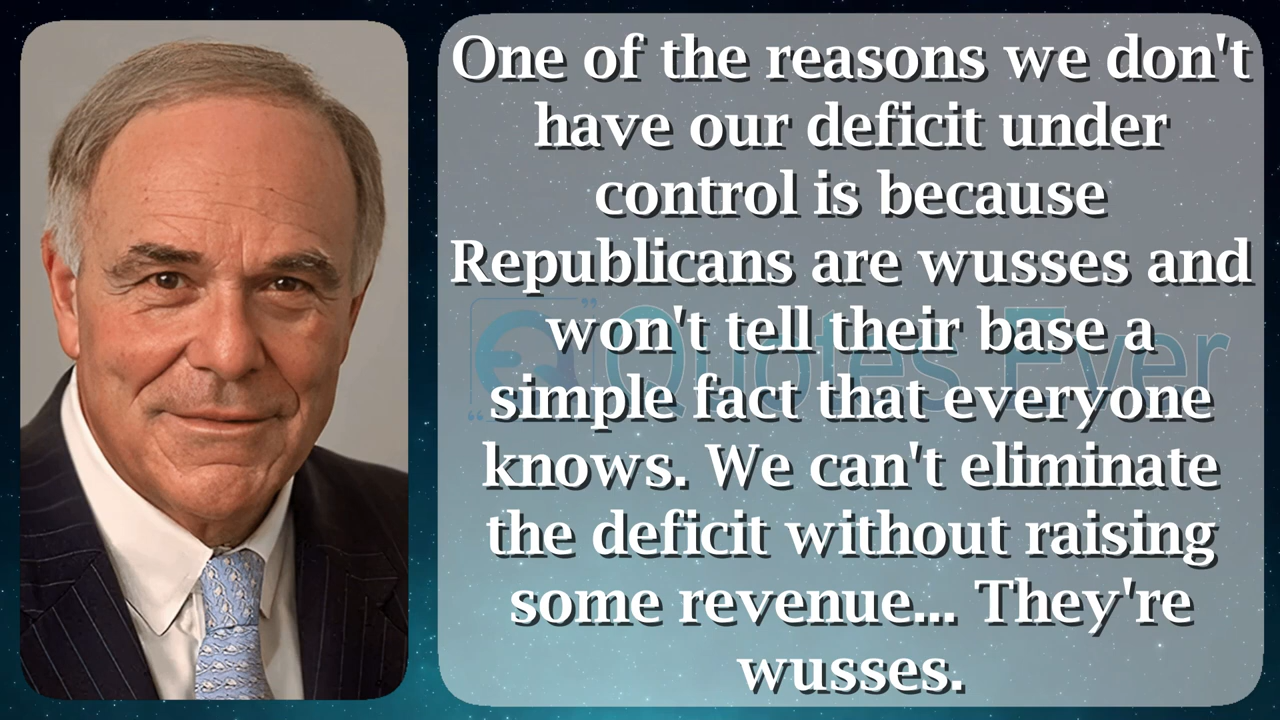 One of the reasons we don't
have our deficit under
control is because
Republicans are wusses and
won't tell their base a
simple fact that everyone
knows. We can't eliminate
the deficit without raising
some revenue... They're
wusses.
Quotes Ever